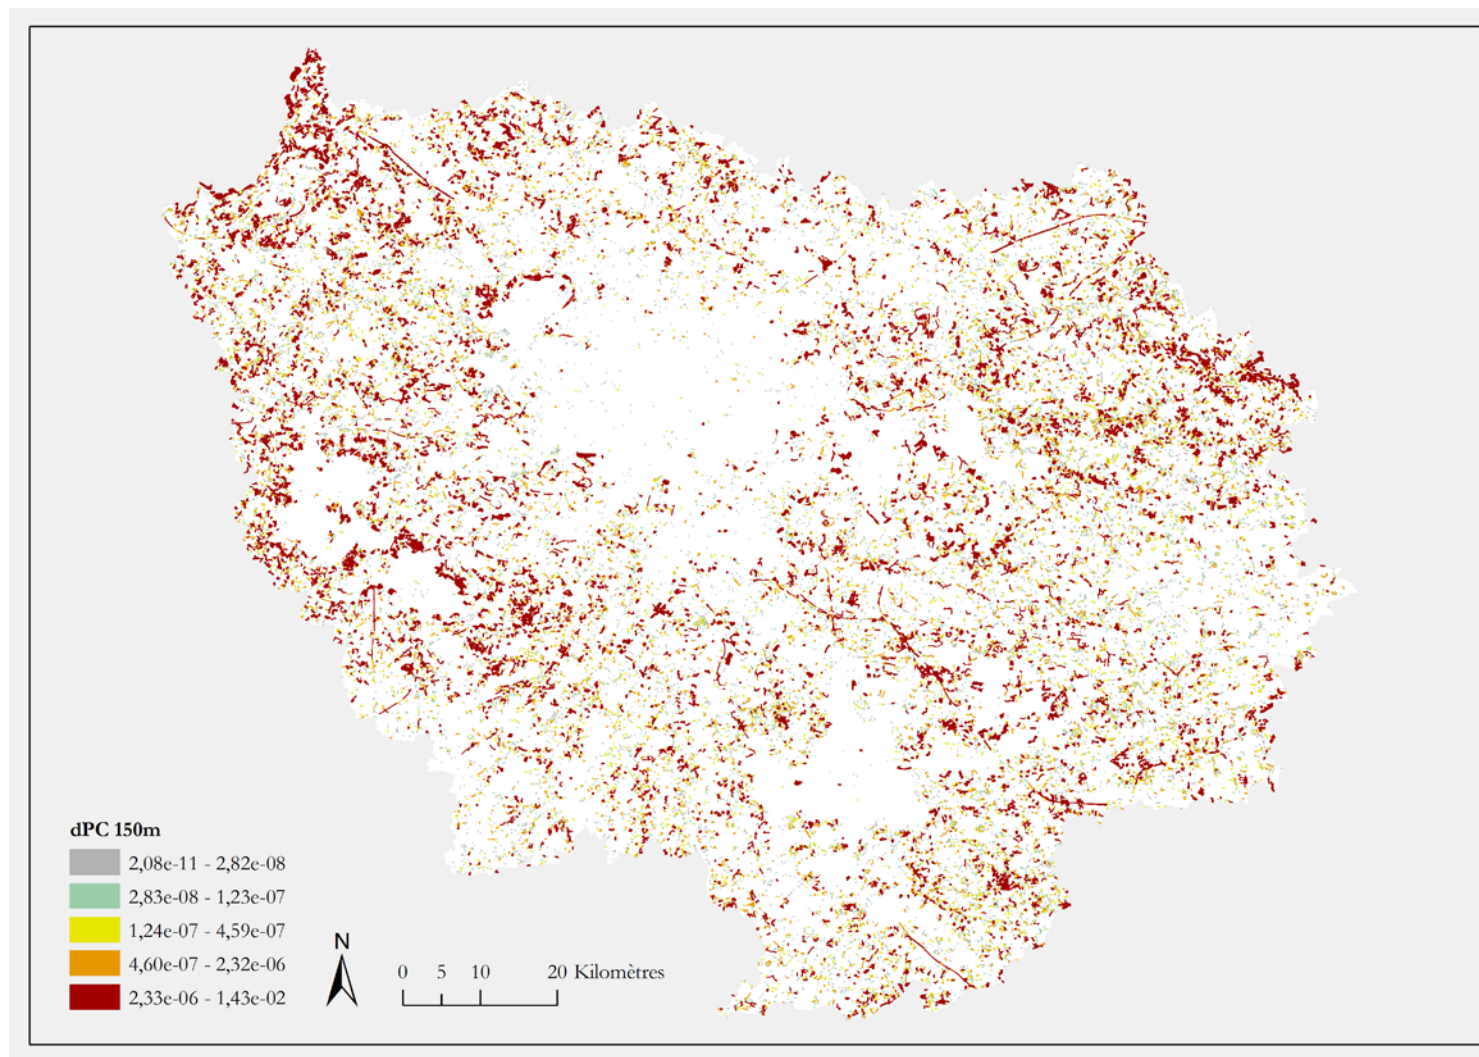 dPC 150m
2,08e-11 - 2,82e-08
2,83e-08 - 1,23e-07
1,24e-07 - 4,59e-07
4,60e-07 - 2,32e-06
2,33e-06 - 1,43e-02
N
0 5 10 20 Kilomètres